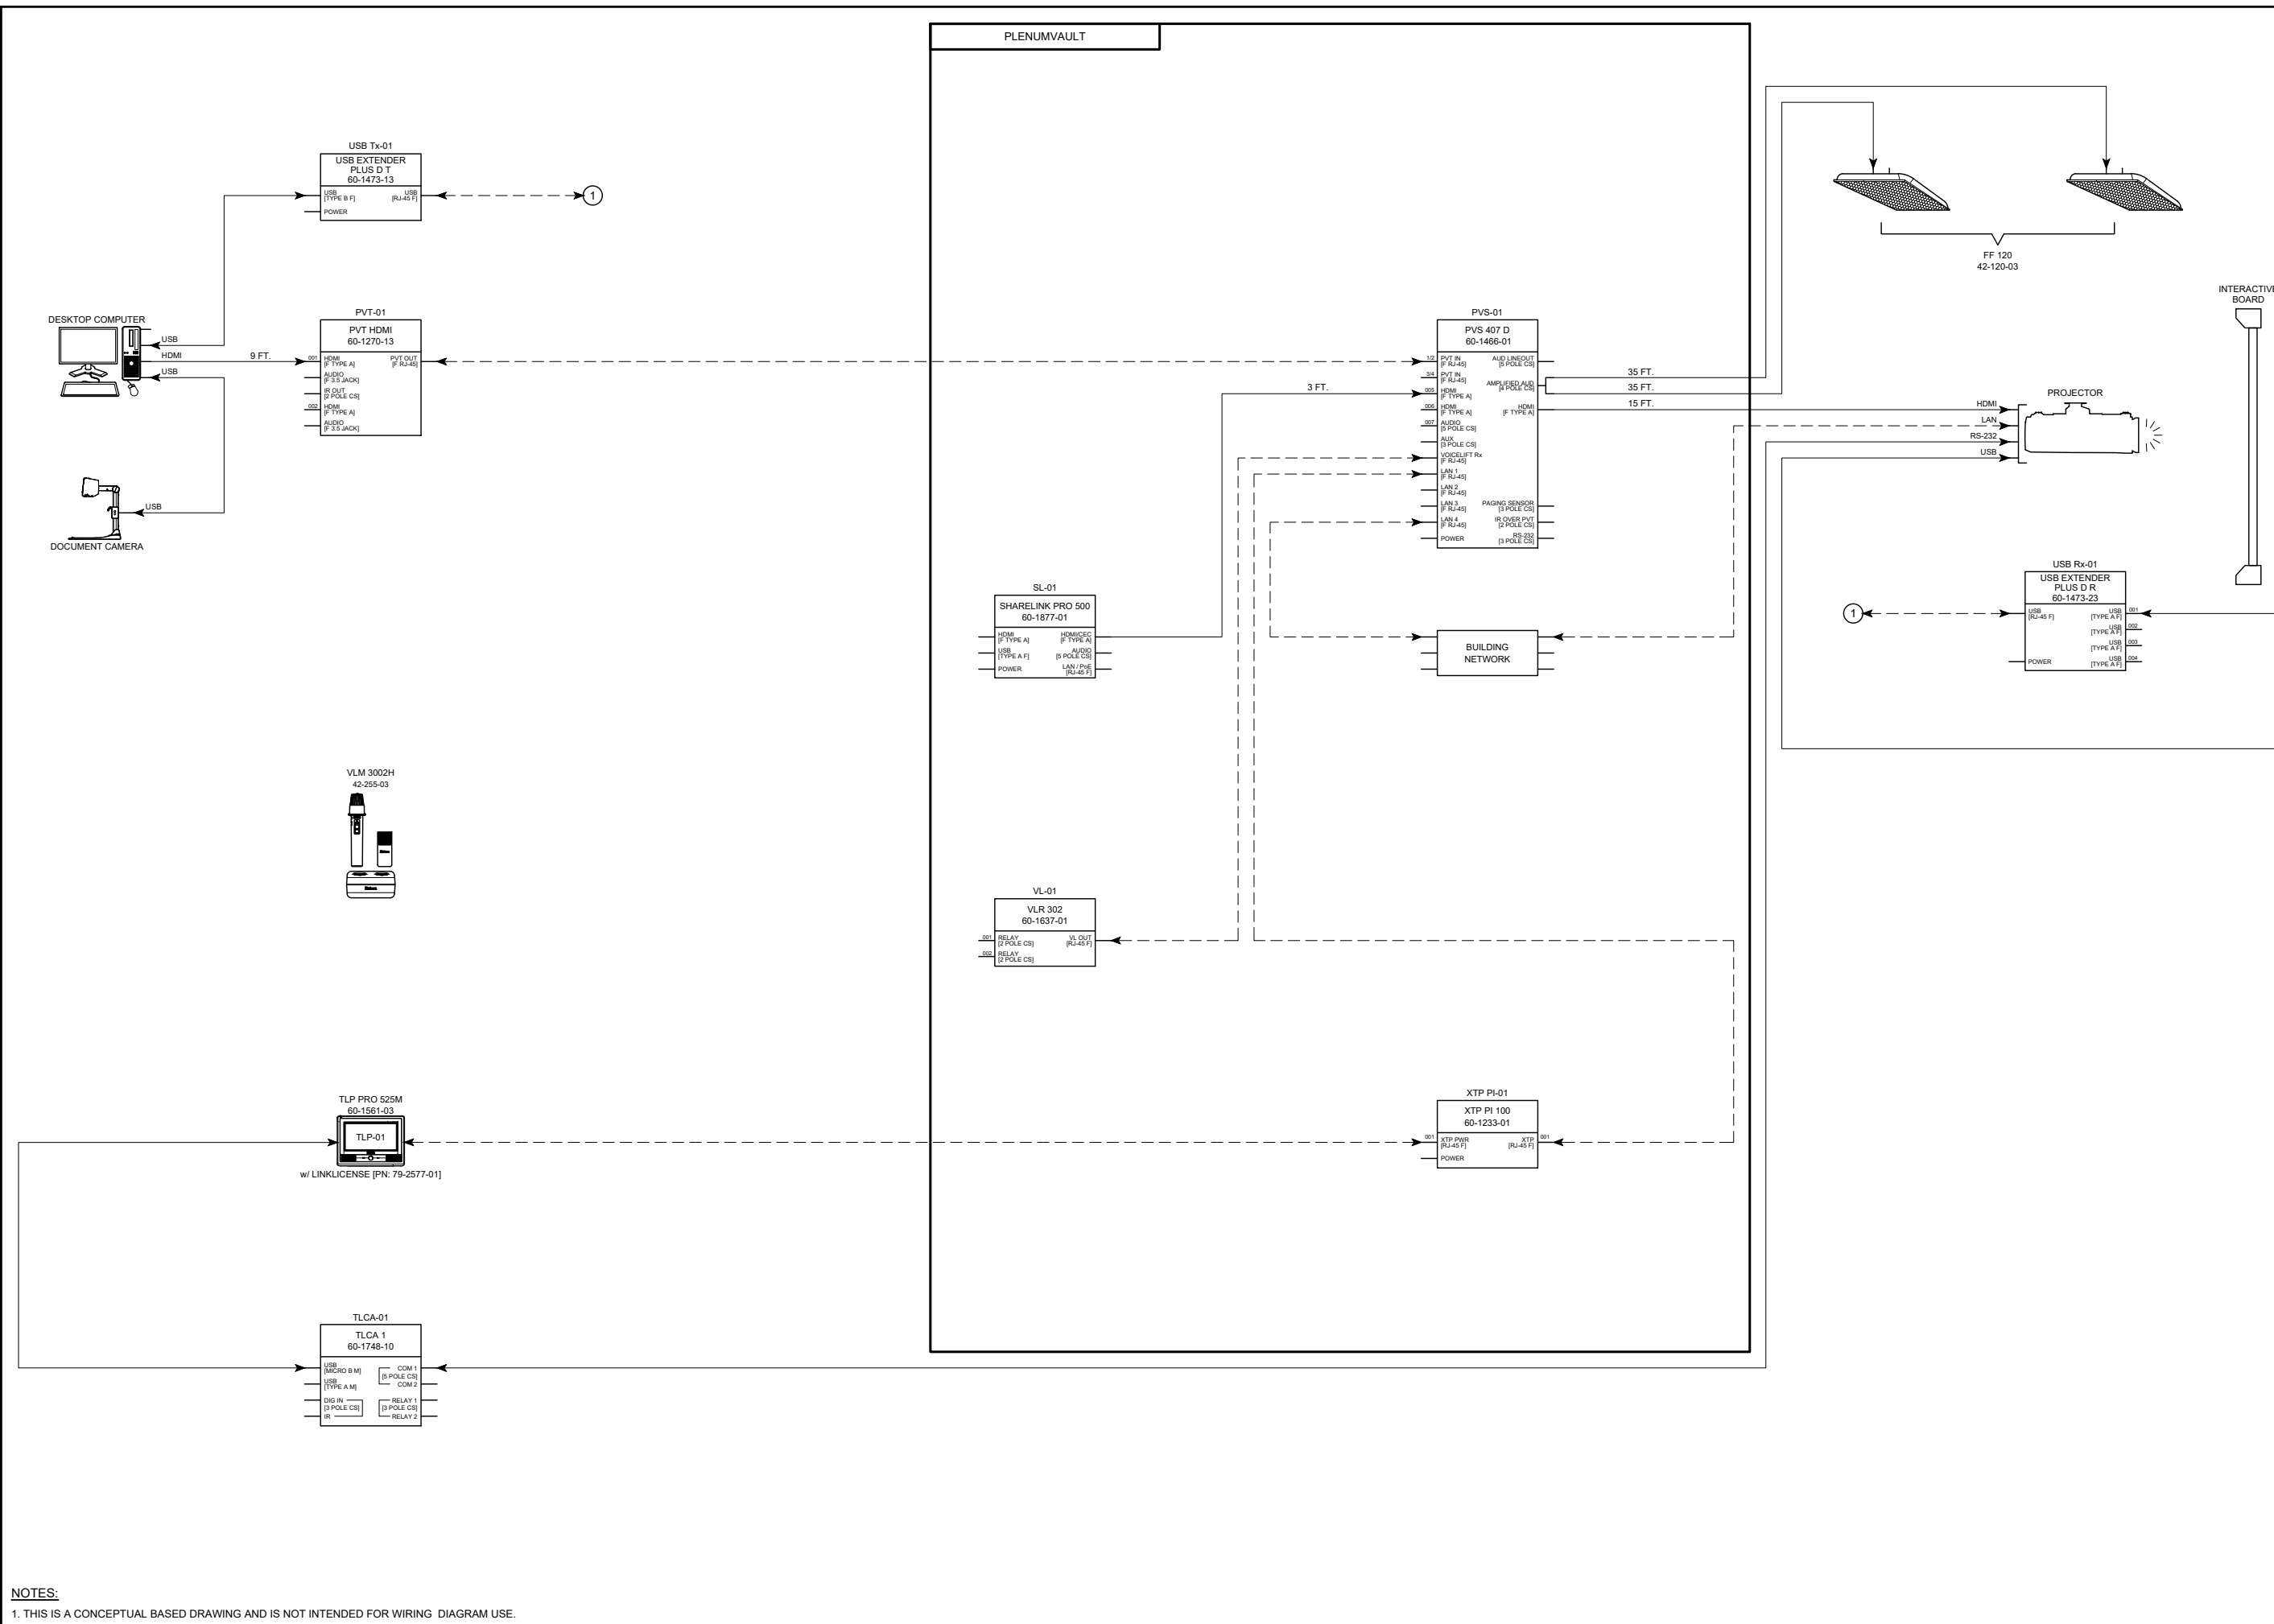 PLENUMVAULT
USB Tx-01
USB EXTENDER
PLUS D T
60-1473-13
USB
[TYPE B F]
USB
[RJ-45 F]
POWER
1
DESKTOP COMPUTER
USB
HDMI
9 FT.
USB
PVT-01
PVT HDMI
60-1270-13
001
HDMI
[F TYPE A]
PVT OUT
[F RJ-45]
AUDIO
[F 3.5 JACK]
IR OUT
[2 POLE CS]
002
HDMI
[F TYPE A]
AUDIO
[F 3.5 JACK]
USB
DOCUMENT CAMERA
PVS-01
PVS 407 D
60-1466-01
1/2
PVT IN
[F RJ-45]
AUD LINEOUT
[5 POLE CS]
3/4
PVT IN
[F RJ-45]
AMPLIFIED AUD
[4 POLE CS]
005
HDMI
[F TYPE A]
006
HDMI
[F TYPE A]
HDMI
[F TYPE A]
007
AUDIO
[5 POLE CS]
AUX
[3 POLE CS]
VOICELIFT Rx
[F RJ-45]
LAN 1
[F RJ-45]
LAN 2
[F RJ-45]
LAN 3
[F RJ-45]
PAGING SENSOR
[3 POLE CS]
LAN 4
[F RJ-45]
IR OVER PVT
[2 POLE CS]
POWER
RS-232
[3 POLE CS]
3 FT.
35 FT.
35 FT.
15 FT.
FF 120
42-120-03
INTERACTIVE
BOARD
PROJECTOR
HDMI
LAN
RS-232
USB
SL-01
SHARELINK PRO 500
60-1877-01
HDMI
[F TYPE A]
HDMI/CEC
[F TYPE A]
USB
[TYPE A F]
AUDIO
[5 POLE CS]
POWER
LAN / PoE
[RJ-45 F]
BUILDING
NETWORK
USB Rx-01
USB EXTENDER
PLUS D R
60-1473-23
1
USB
[RJ-45 F]
USB
[TYPE A F]
001
USB
[TYPE A F]
002
USB
[TYPE A F]
003
POWER
USB
[TYPE A F]
004
VLM 3002H
42-255-03
VL-01
VLR 302
60-1637-01
001
RELAY
[2 POLE CS]
VL OUT
[RJ-45 F]
002
RELAY
[2 POLE CS]
TLP PRO 525M
60-1561-03
TLP-01
w/ LINKLICENSE [PN: 79-2577-01]
XTP PI-01
XTP PI 100
60-1233-01
001
XTP PWR
[RJ-45 F]
XTP
[RJ-45 F]
001
POWER
TLCA-01
TLCA 1
60-1748-10
USB
[MICRO B M]
COM 1
[5 POLE CS]
COM 2
USB
[TYPE A M]
DIG IN
[3 POLE CS]
IR
RELAY 1
[3 POLE CS]
RELAY 2
NOTES:
1. THIS IS A CONCEPTUAL BASED DRAWING AND IS NOT INTENDED FOR WIRING DIAGRAM USE.